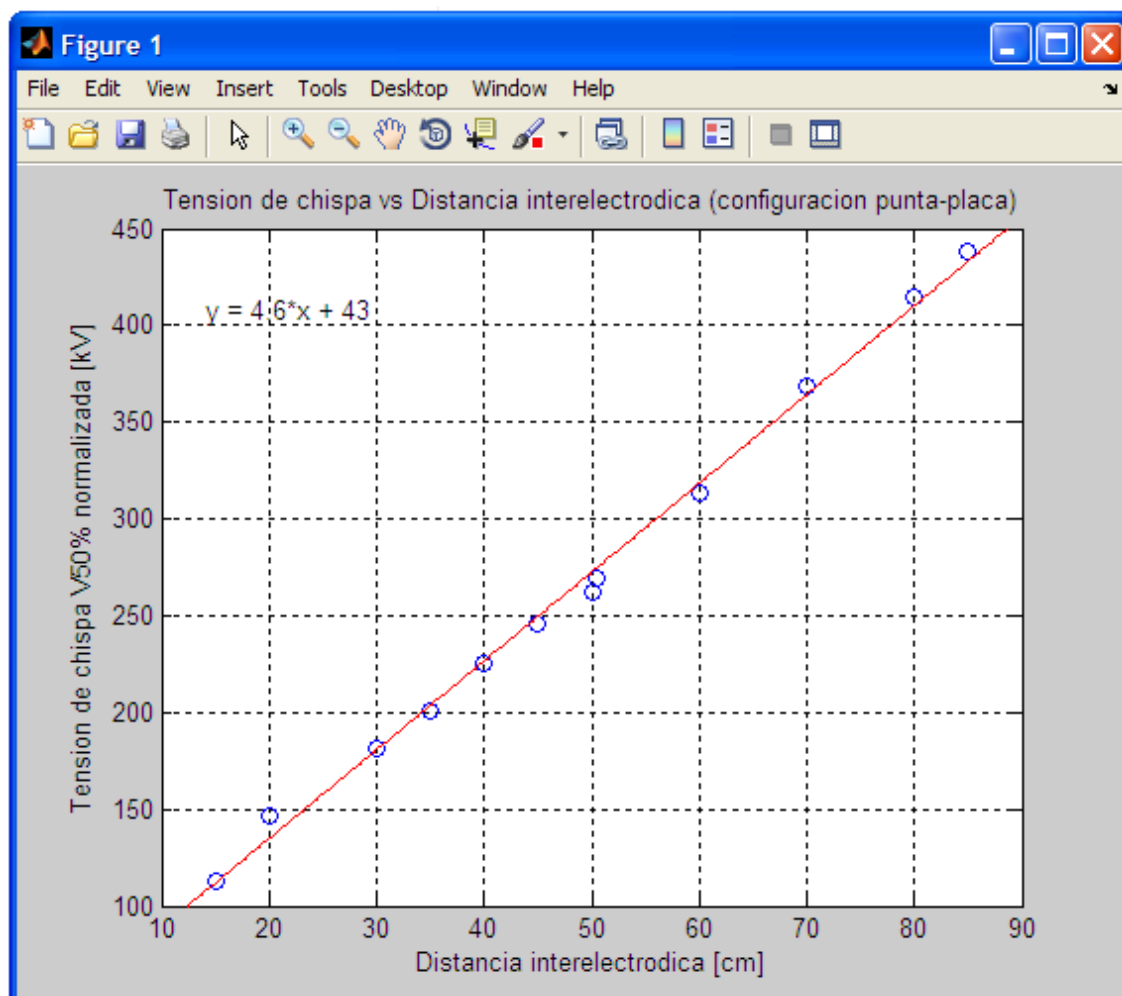 Figure 1
File Edit View Insert Tools Desktop Window Help
Tension de chispa vs Distancia interelectrodica (configuracion punta-placa)
y = 4.6*x + 43
Tension de chispa V50% normalizada [kV]
450
400
350
300
250
200
150
100
10 20 30 40 50 60 70 80 90
Distancia interelectrodica [cm]